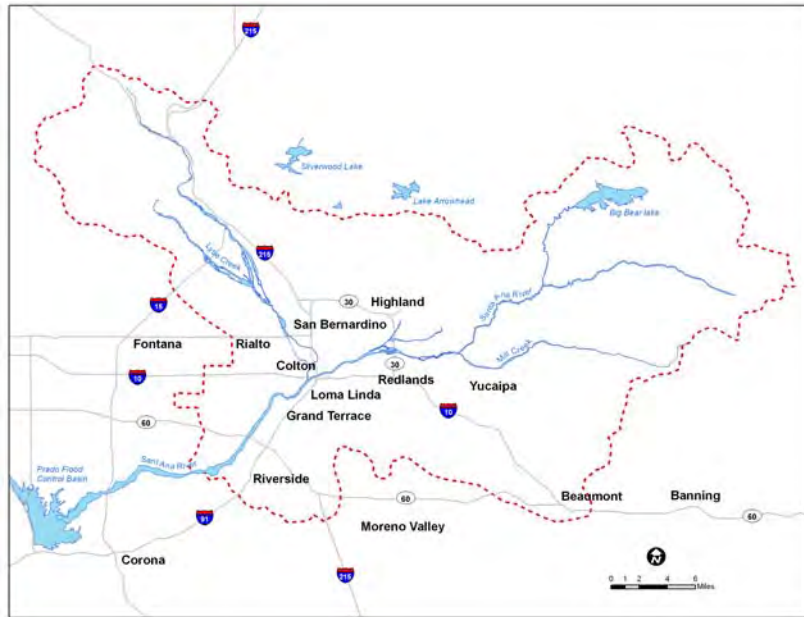 215
Silverwood Lake
Lake Arrowhead
Big Bear lake
Lytle Creek
215
15
30
Highland
Santa Ana River
San Bernardino
Fontana
Rialto
Mill Creek
Colton
30
10
Redlands
Yucaipa
Loma Linda
10
Grand Terrace
60
Santa Ana River
Prado Flood
Control Basin
Riverside
60
Beaumont
Banning
91
Moreno Valley
60
Corona
N
215
0 1 2 4 6
Miles